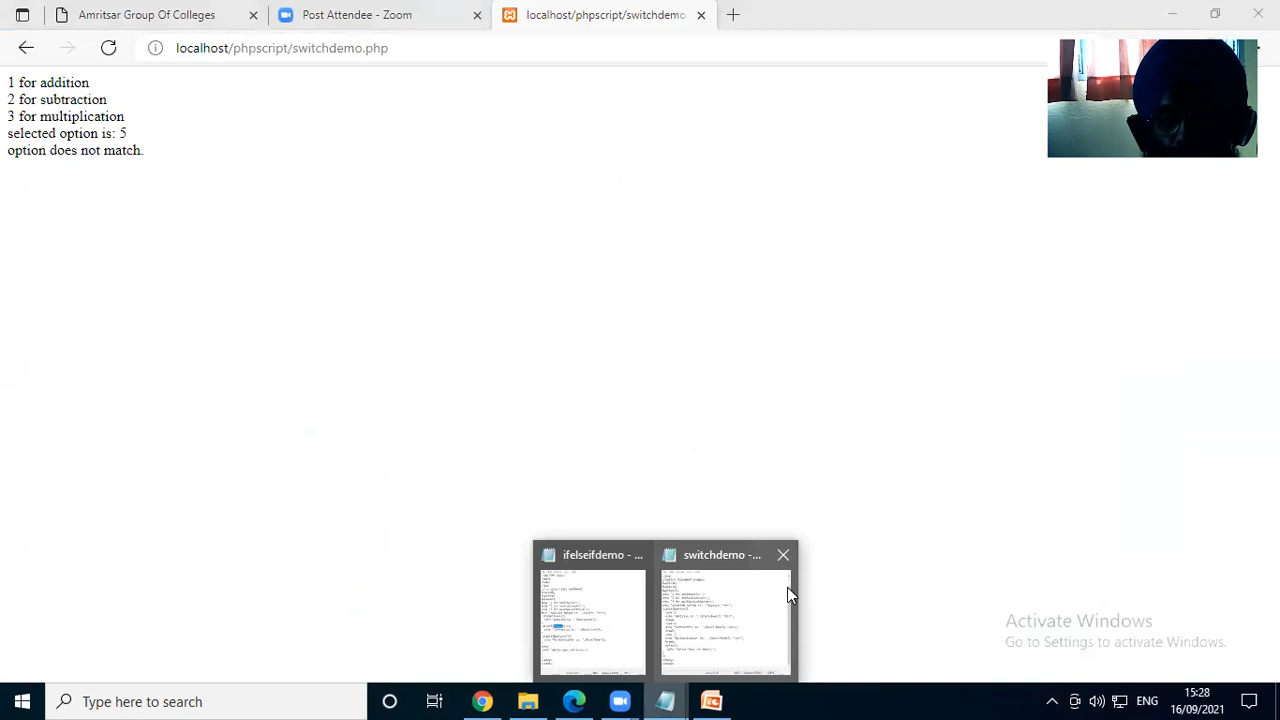 Amritsar Group Of Colleges
Post Attendee - Zoom
localhost/phpscript/switchdemo
localhost/phpscript/switchdemo.php
1 for addition
2 for subtraction
3 for multiplication
selected option is: 5
option does not match.
ifelseifdemo - ...
switchdemo -...
Activate Windows
Go to Settings to activate Windows.
Type here to search
ENG
15:28
16/09/2021